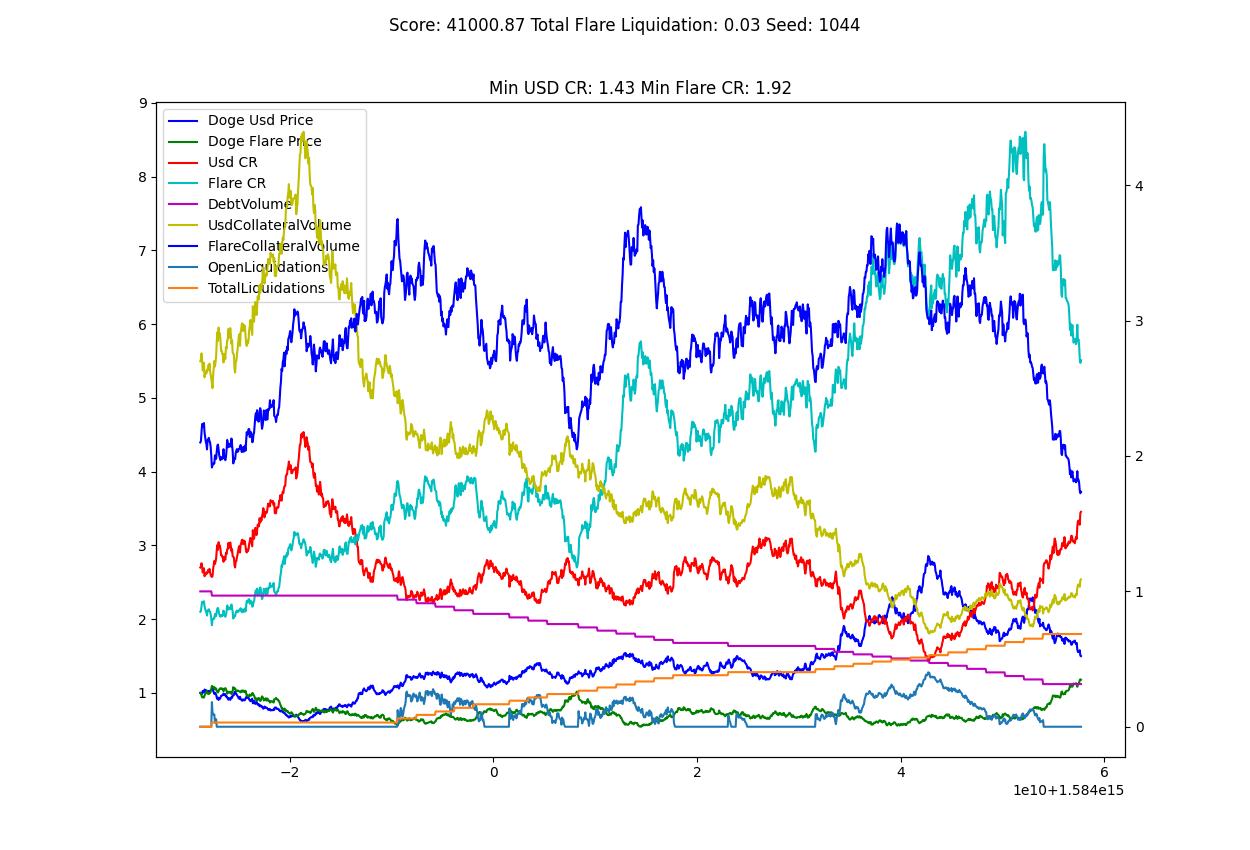 Score: 41000.87 Total Flare Liquidation: 0.03 Seed: 1044
Min USD CR: 1.43 Min Flare CR: 1.92
Doge Usd Price
Doge Flare Price
Usd CR
Flare CR
DebtVolume
UsdCollateralVolume
FlareCollateralVolume
OpenLiquidations
TotalLiquidations
9
8
7
6
5
4
3
2
1
4
3
2
1
0
−2
0
2
4
6
1e10+1.584e15